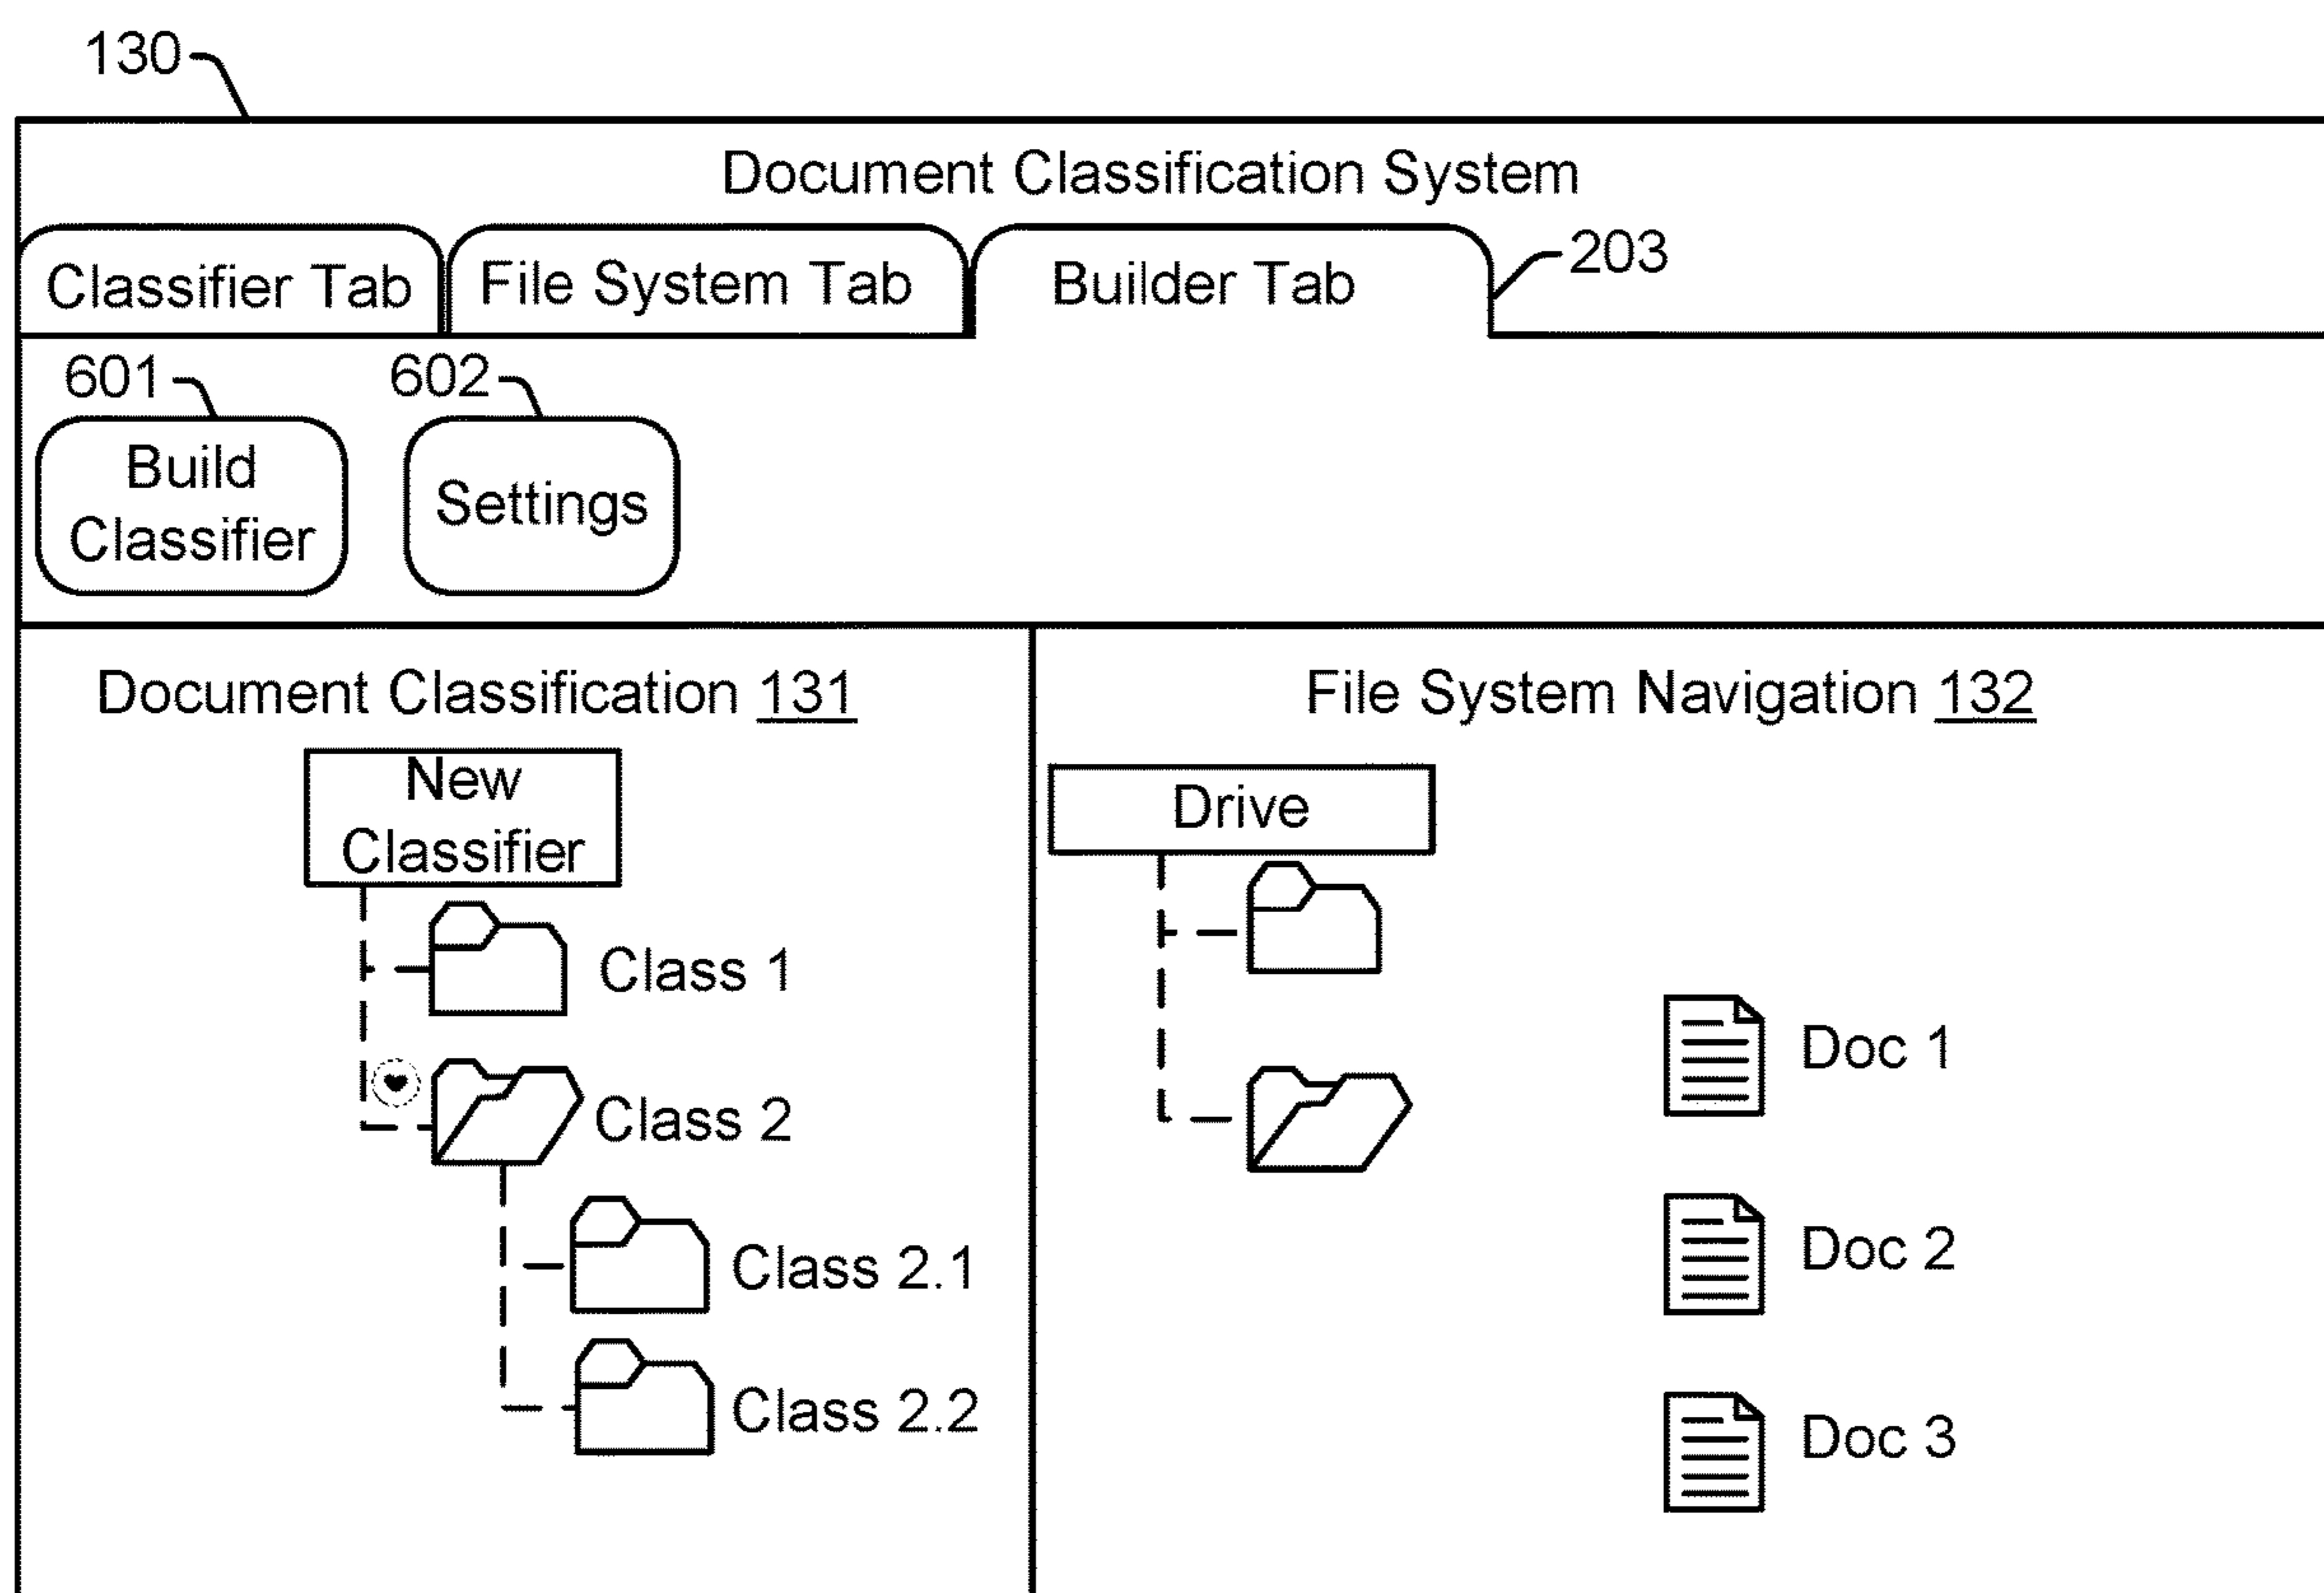 130
Document Classification System
Classifier Tab
File System Tab
Builder Tab
203
601
602
Build
Classifier
Settings
Document Classification 131
New
Classifier
Class 1
Class 2
Class 2.1
Class 2.2
File System Navigation 132
Drive
Doc 1
Doc 2
Doc 3